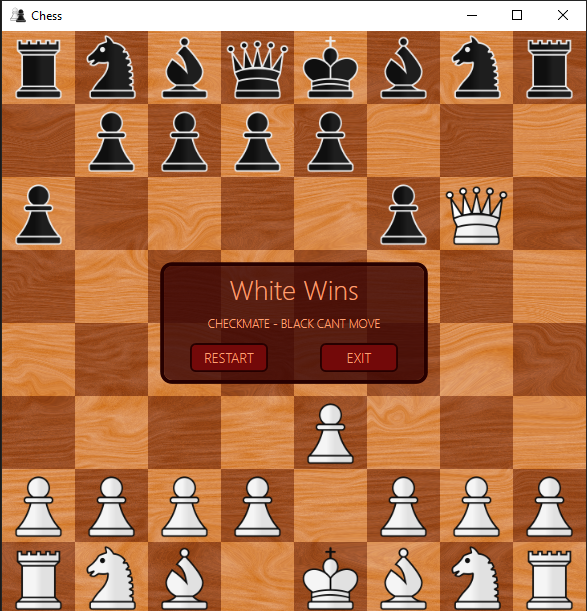 Chess
White Wins
CHECKMATE - BLACK CANT MOVE
RESTART
EXIT